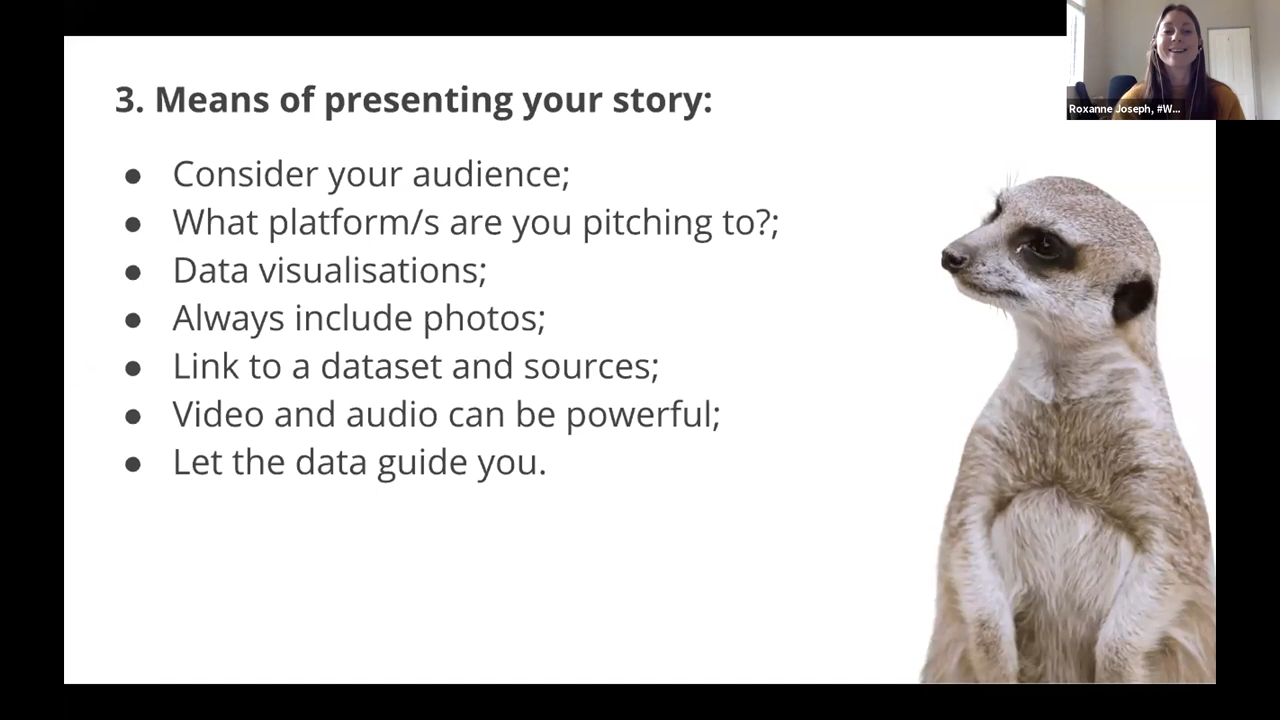 3. Means of presenting your story:
● Consider your audience;
● What platform/s are you pitching to?;
● Data visualisations;
● Always include photos;
● Link to a dataset and sources;
● Video and audio can be powerful;
● Let the data guide you.
Roxanne Joseph, #W...